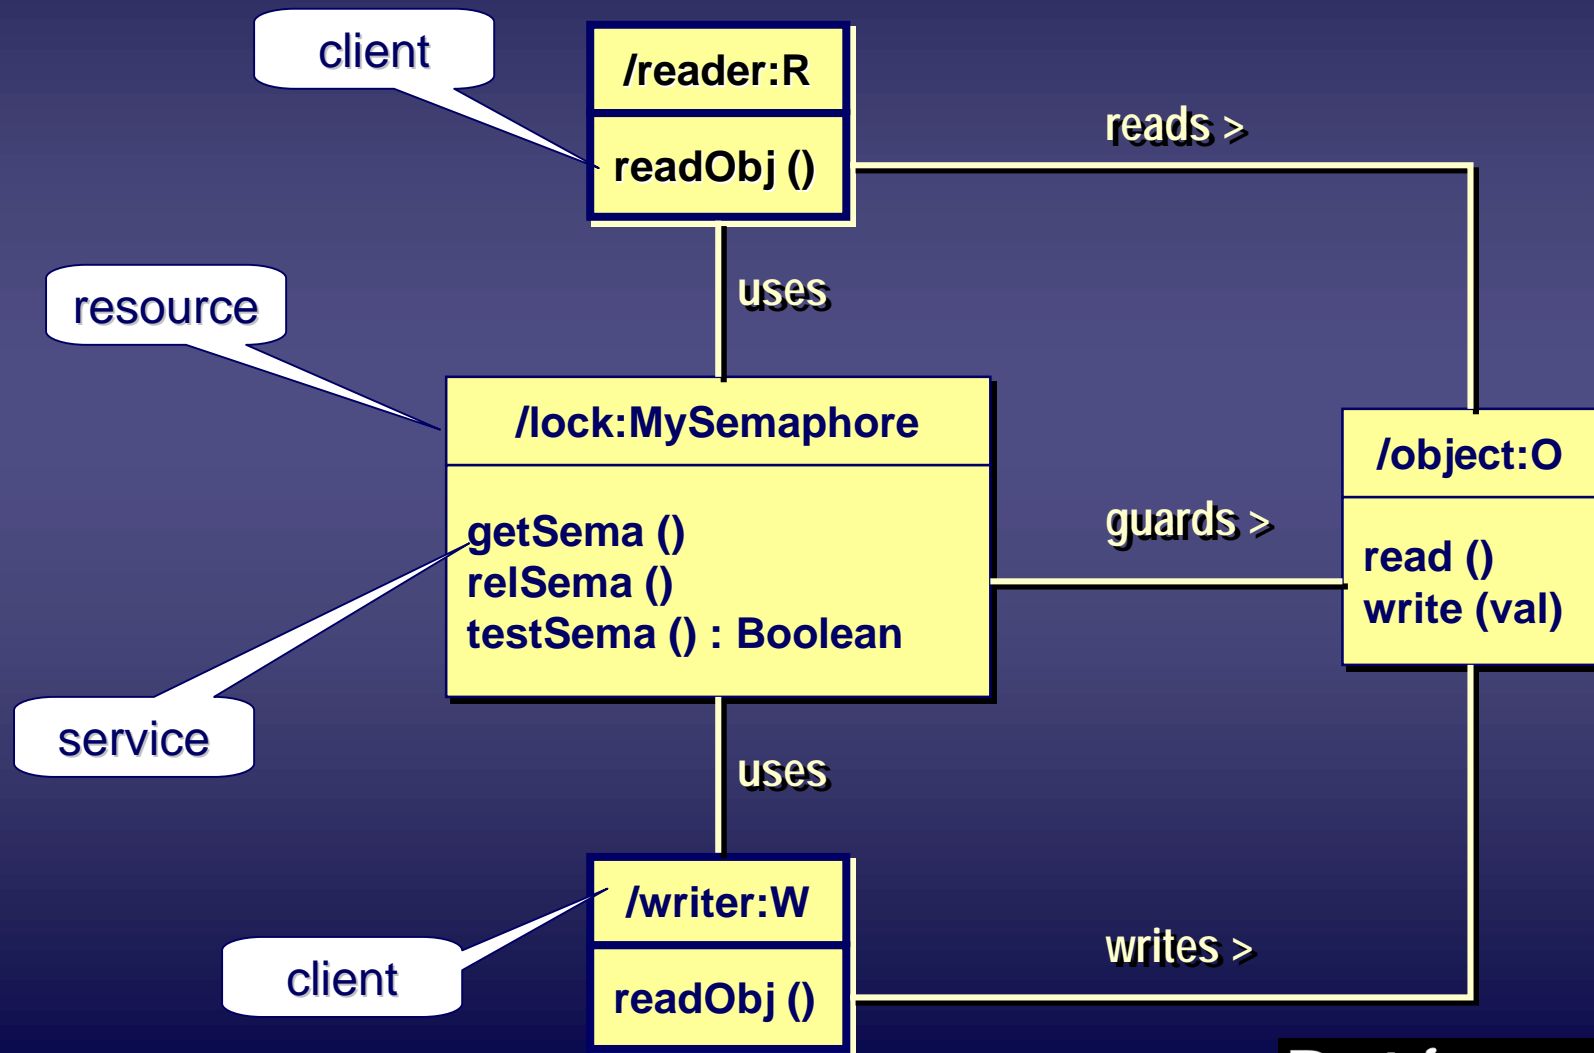 client
/reader:R
readObj ()
reads >
uses
resource
/lock:MySemaphore
getSema ()
relSema ()
testSema () : Boolean
guards >
/object:O
read ()
write (val)
service
uses
client
/writer:W
readObj ()
writes >